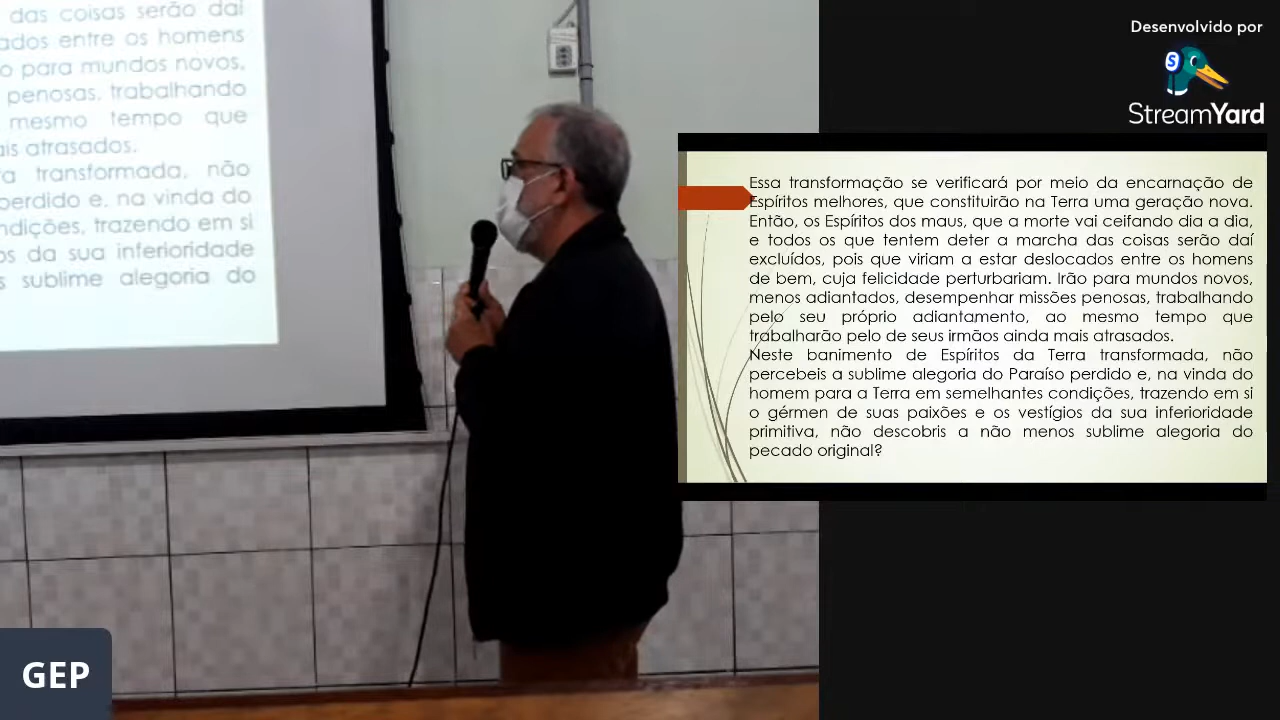 das coisas serão daí
ados entre os homens
o para mundos novos,
penosas, trabalhando
mesmo tempo que
ais atrasados.
ra transformada, não
perdido e, na vinda do
ndições, trazendo em si
os da sua inferioridade
s sublime alegoria do
Desenvolvido por
S
StreamYard
Essa transformação se verificará por meio da encarnação de
Espíritos melhores, que constituirão na Terra uma geração nova.
Então, os Espíritos dos maus, que a morte vai ceifando dia a dia,
e todos os que tentem deter a marcha das coisas serão daí
excluídos, pois que viriam a estar deslocados entre os homens
de bem, cuja felicidade perturbariam. Irão para mundos novos,
menos adiantados, desempenhar missões penosas, trabalhando
pelo seu próprio adiantamento, ao mesmo tempo que
trabalharão pelo de seus irmãos ainda mais atrasados.
Neste banimento de Espíritos da Terra transformada, não
percebeis a sublime alegoria do Paraíso perdido e, na vinda do
homem para a Terra em semelhantes condições, trazendo em si
o gérmen de suas paixões e os vestígios da sua inferioridade
primitiva, não descobris a não menos sublime alegoria do
pecado original?
GEP